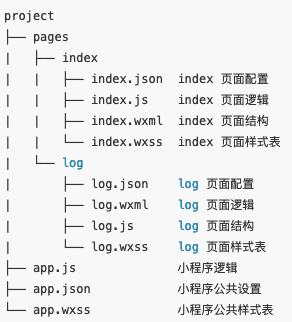 project
├── pages
|   ├── index
|   |   ├── index.json  index 页面配置
|   |   ├── index.js    index 页面逻辑
|   |   ├── index.wxml  index 页面结构
|   |   └── index.wxss  index 页面样式表
|   └── log
|       ├── log.json    log 页面配置
|       ├── log.wxml    log 页面逻辑
|       ├── log.js      log 页面结构
|       └── log.wxss    log 页面样式表
├── app.js              小程序逻辑
├── app.json            小程序公共设置
└── app.wxss            小程序公共样式表